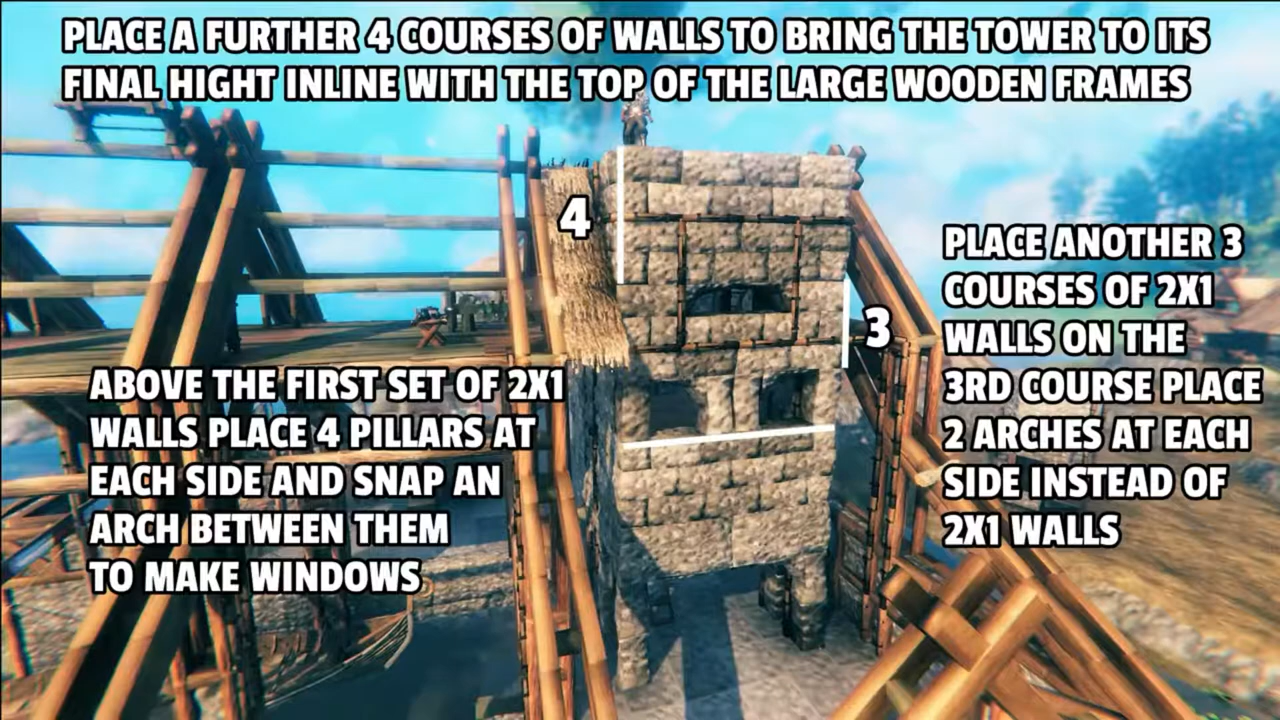 PLACE A FURTHER 4 COURSES OF WALLS TO BRING THE TOWER TO ITS
FINAL HIGHT INLINE WITH THE TOP OF THE LARGE WOODEN FRAMES
4
3
PLACE ANOTHER 3
COURSES OF 2X1
WALLS ON THE
3RD COURSE PLACE
2 ARCHES AT EACH
SIDE INSTEAD OF
2X1 WALLS
ABOVE THE FIRST SET OF 2X1
WALLS PLACE 4 PILLARS AT
EACH SIDE AND SNAP AN
ARCH BETWEEN THEM
TO MAKE WINDOWS